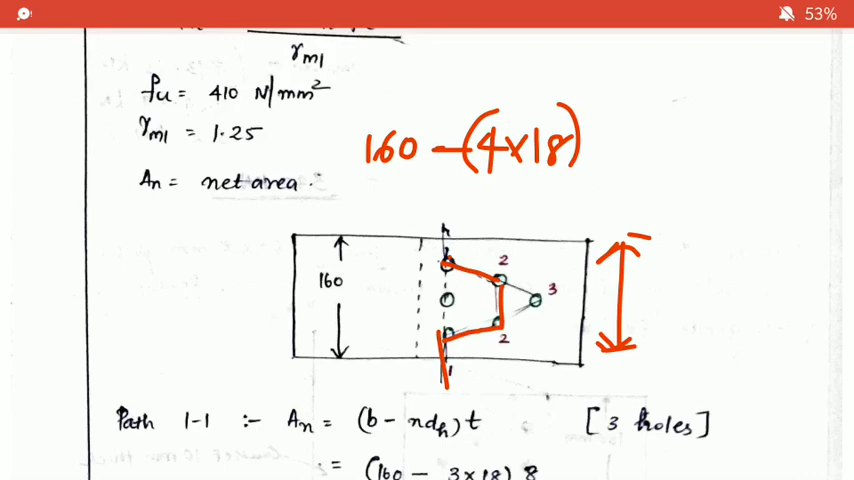 53%
γm1
fu = 410 N/mm²
γm1 = 1.25
160 - (4×18)
An = net area.
1
2
160
3
2
1
Path 1-1 :- An = (b - ndh) t [3 holes]
= (160 - 3×18) 8